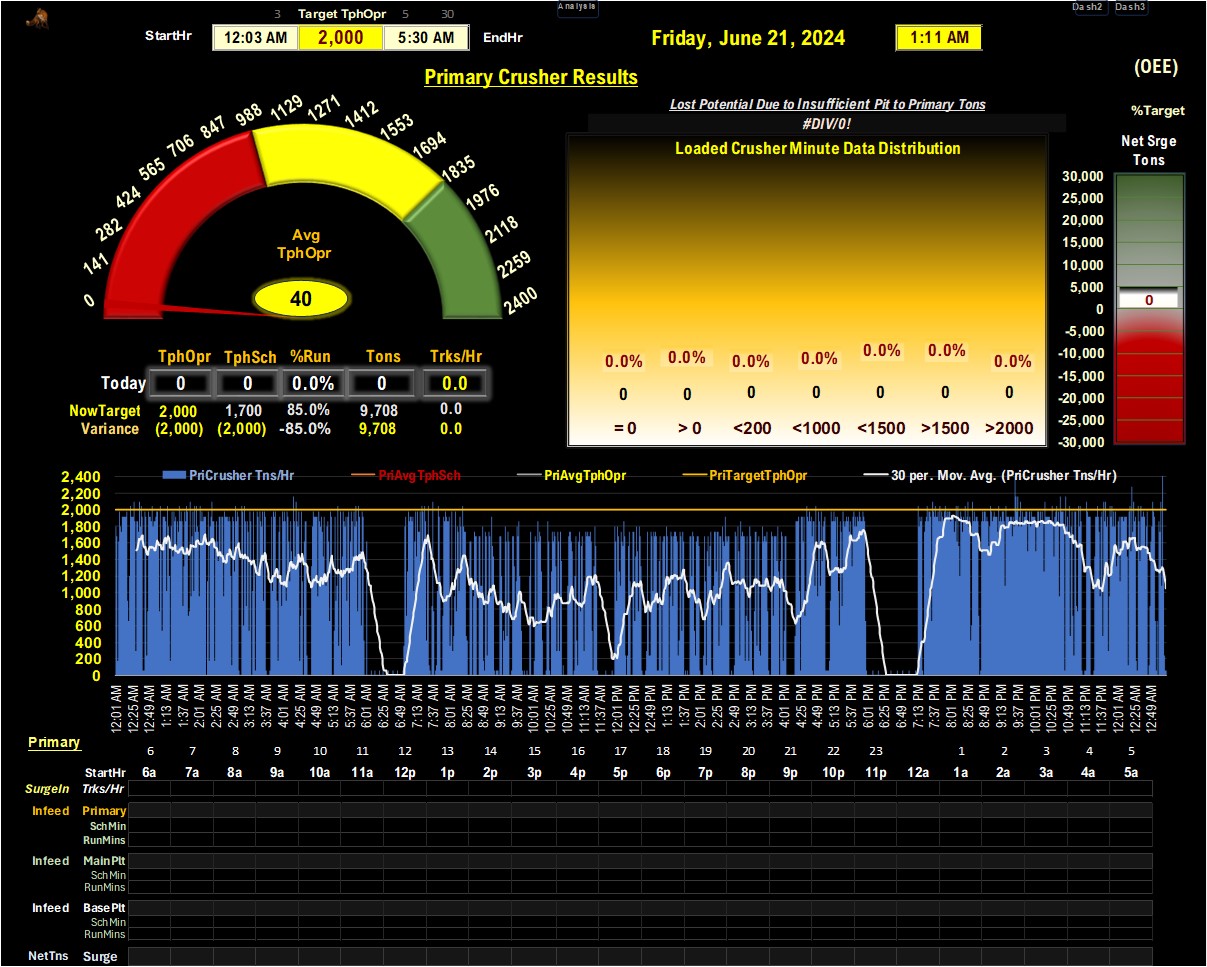 3 Target TphOpr 5 30
Analysis
Dash2 Dash3
StartHr 12:03 AM 2,000 5:30 AM EndHr
Friday, June 21, 2024
1:11 AM
Primary Crusher Results
(OEE)
%Target
Net Srge
Tons
Lost Potential Due to Insufficient Pit to Primary Tons
#DIV/0!
Loaded Crusher Minute Data Distribution
0 141 282 424 565 706 847 988 1129 1271 1412 1553 1694 1835 1976 2118 2259 2400
Avg
TphOpr
40
30,000
25,000
20,000
15,000
10,000
5,000
0
-5,000
-10,000
-15,000
-20,000
-25,000
-30,000
0
0.0% 0.0% 0.0% 0.0% 0.0% 0.0% 0.0%
0 0 0 0 0 0 0
= 0 > 0 <200 <1000 <1500 >1500 >2000
TphOpr TphSch %Run Tons Trks/Hr
Today 0 0 0.0% 0 0.0
NowTarget 2,000 1,700 85.0% 9,708 0.0
Variance (2,000) (2,000) -85.0% 9,708 0.0
PriCrusher Tns/Hr PriAvgTphSch PriAvgTphOpr PriTargetTphOpr 30 per. Mov. Avg. (PriCrusher Tns/Hr)
2,400
2,200
2,000
1,800
1,600
1,400
1,200
1,000
800
600
400
200
0
12:01 AM 12:25 AM 12:49 AM 1:13 AM 1:37 AM 2:01 AM 2:25 AM 2:49 AM 3:13 AM 3:37 AM 4:01 AM 4:25 AM 4:49 AM 5:13 AM 5:37 AM 6:01 AM 6:25 AM 6:49 AM 7:13 AM 7:37 AM 8:01 AM 8:25 AM 8:49 AM 9:13 AM 9:37 AM 10:01 AM 10:25 AM 10:49 AM 11:13 AM 11:37 AM 12:01 PM 12:25 PM 12:49 PM 1:13 PM 1:37 PM 2:01 PM 2:25 PM 2:49 PM 3:13 PM 3:37 PM 4:01 PM 4:25 PM 4:49 PM 5:13 PM 5:37 PM 6:01 PM 6:25 PM 6:49 PM 7:13 PM 7:37 PM 8:01 PM 8:25 PM 8:49 PM 9:13 PM 9:37 PM 10:01 PM 10:25 PM 10:49 PM 11:13 PM 11:37 PM 12:01 AM 12:25 AM 12:49 AM
Primary
6 7 8 9 10 11 12 13 14 15 16 17 18 19 20 21 22 23 1 2 3 4 5
StartHr 6a 7a 8a 9a 10a 11a 12p 1p 2p 3p 4p 5p 6p 7p 8p 9p 10p 11p 12a 1a 2a 3a 4a 5a
SurgeIn Trks/Hr
Infeed Primary
SchMin
RunMins
Infeed MainPlt
SchMin
RunMins
Infeed BasePlt
SchMin
RunMins
NetTns Surge